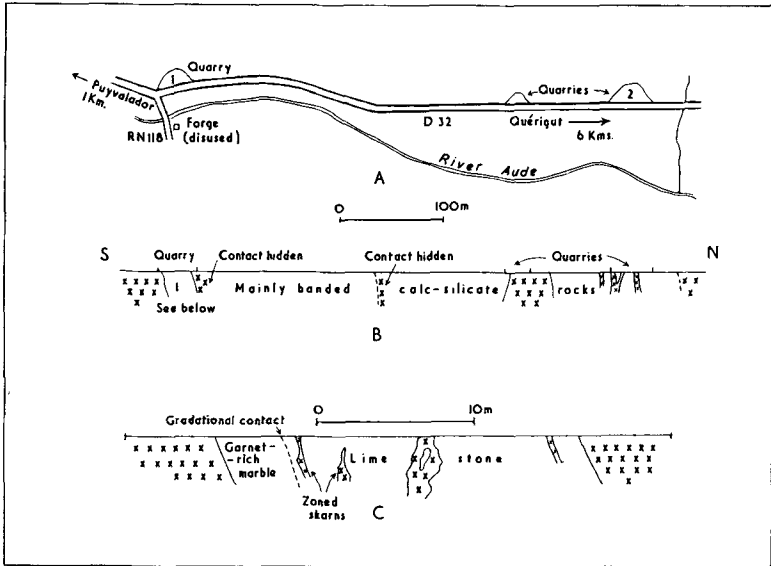 Quarry
1
Puyvalador
1 Km.
RN118
Forge
(disused)
Quarries
2
D 32
Quérigut
6 Kms.
River Aude
A
0 100m
S
N
Quarry
Contact hidden
Contact hidden
Quarries
1
Mainly banded calc-silicate rocks
See below
B
0 10m
Gradational contact
Garnet-
-rich
marble
Lime stone
Zoned
skarns
C